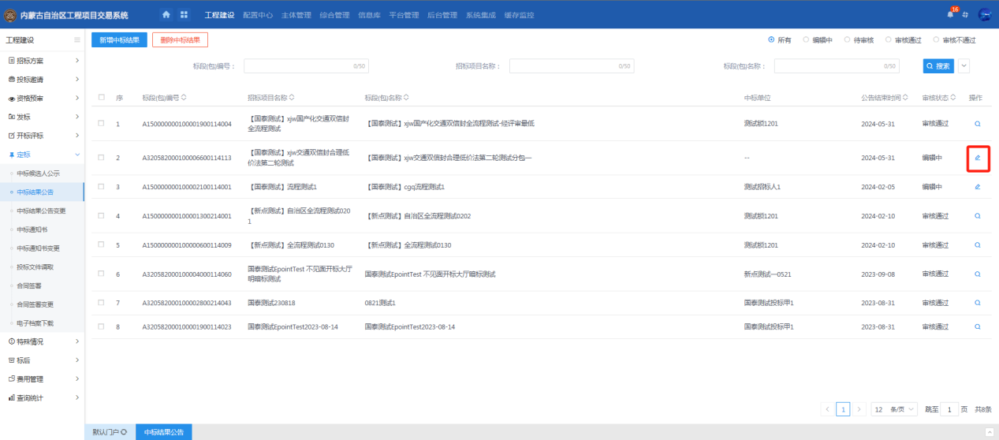 内蒙古自治区工程项目交易系统 工程建设 配置中心 主体管理 综合管理 信息库 平台管理 后台管理 系统集成 缓存监控 16
工程建设
招标方案
投标邀请
资格预审
发标
开标评标
定标
中标候选人公示
中标结果公告
中标结果公告变更
中标通知书
中标通知书变更
投标文件调取
合同签署
合同签署变更
电子档案下载
特殊情况
标后
费用管理
查询统计
新增中标结果 删除中标结果 所有 编辑中 待审核 审核通过 审核不通过
标段(包)编号： 0/50 招标项目名称： 0/50 标段(包)名称： 0/50 搜索
序 标段(包)编号 招标项目名称 标段(包)名称 中标单位 公告结束时间 审核状态 操作
1 A150000000100001900114004 【国泰测试】xjw国产化交通双信封全流程测试 【国泰测试】xjw国产化交通双信封全流程测试-经评审最低 测试锁1201 2024-05-31 审核通过
2 A320582000100006600114113 【国泰测试】xjw交通双信封合理低价法第二轮测试 【国泰测试】xjw交通双信封合理低价法第二轮测试分包一 -- 2024-05-31 编辑中
3 A150000000100002100114001 【国泰测试】流程测试1 【国泰测试】cgq流程测试1 测试招标人1 2024-02-05 编辑中
4 A150000000100001300214001 【新点测试】自治区全流程测试0201 【新点测试】自治区全流程测试0202 测试锁1201 2024-02-10 审核通过
5 A150000000100000600114009 【新点测试】全流程测试0130 【新点测试】全流程测试0130 测试锁1201 2024-02-10 审核通过
6 A320582000100004000114060 国泰测试EpointTest 不见面开标大厅明暗标测试 国泰测试EpointTest 不见面开标大厅暗标测试 新点测试一0521 2023-09-08 审核通过
7 A320582000100002800214043 国泰测试230818 0821测试1 国泰测试投标甲1 2023-08-31 审核通过
8 A320582000100001900114023 国泰测试EpointTest2023-08-14 国泰测试EpointTest2023-08-14 国泰测试投标甲1 2023-08-31 审核通过
1 12 条/页 跳至 1 页 共8条
默认门户 中标结果公告